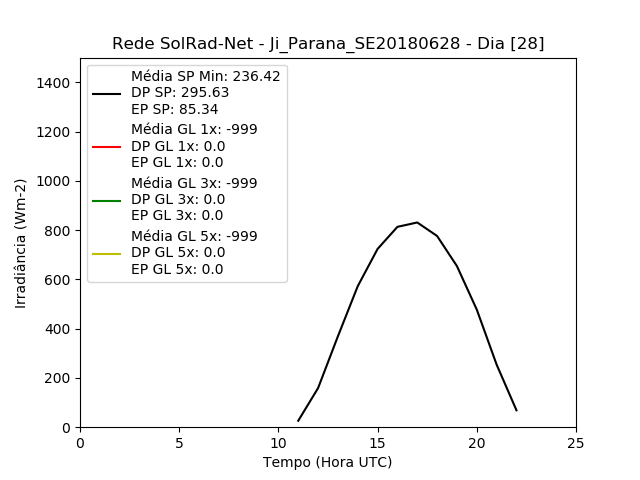 Rede SolRad-Net - Ji_Parana_SE20180628 - Dia [28]
Média SP Min: 236.42
DP SP: 295.63
EP SP: 85.34
Média GL 1x: -999
DP GL 1x: 0.0
EP GL 1x: 0.0
Média GL 3x: -999
DP GL 3x: 0.0
EP GL 3x: 0.0
Média GL 5x: -999
DP GL 5x: 0.0
EP GL 5x: 0.0
Irradiância (Wm-2)
1400
1200
1000
800
600
400
200
0
0 5 10 15 20 25
Tempo (Hora UTC)